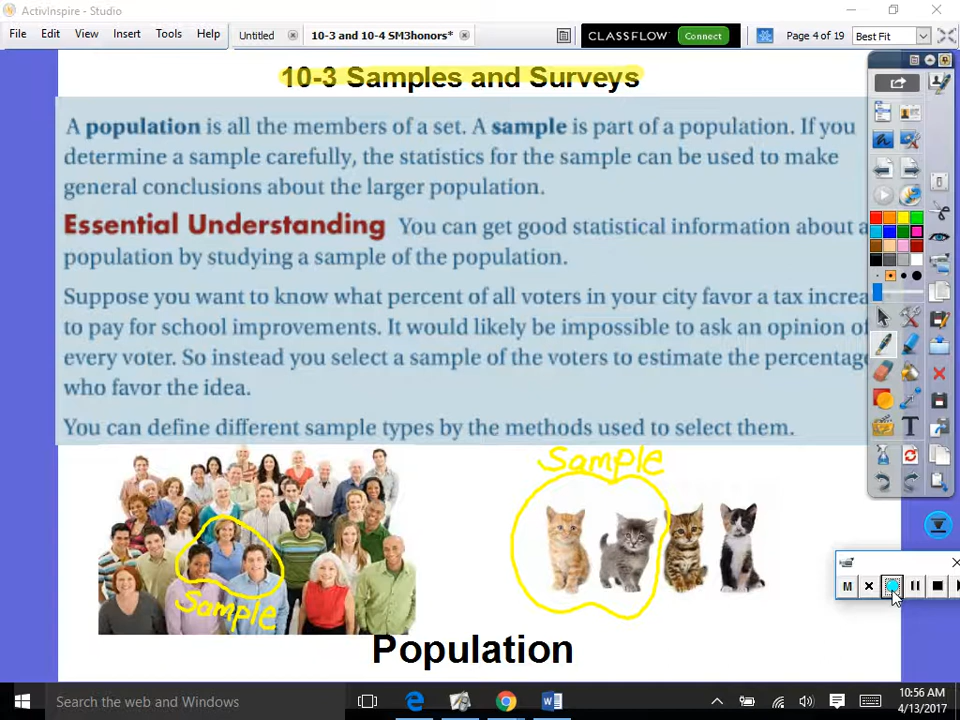 ActivInspire - Studio
File Edit View Insert Tools Help Untitled 10-3 and 10-4 SM3honors* CLASSFLOW Connect Page 4 of 19 Best Fit
10-3 Samples and Surveys
A population is all the members of a set. A sample is part of a population. If you
determine a sample carefully, the statistics for the sample can be used to make
general conclusions about the larger population.
Essential Understanding You can get good statistical information about a
population by studying a sample of the population.
Suppose you want to know what percent of all voters in your city favor a tax increa
to pay for school improvements. It would likely be impossible to ask an opinion of
every voter. So instead you select a sample of the voters to estimate the percentage
who favor the idea.
You can define different sample types by the methods used to select them.
Sample
Sample
Population
M
Search the web and Windows
10:56 AM
4/13/2017